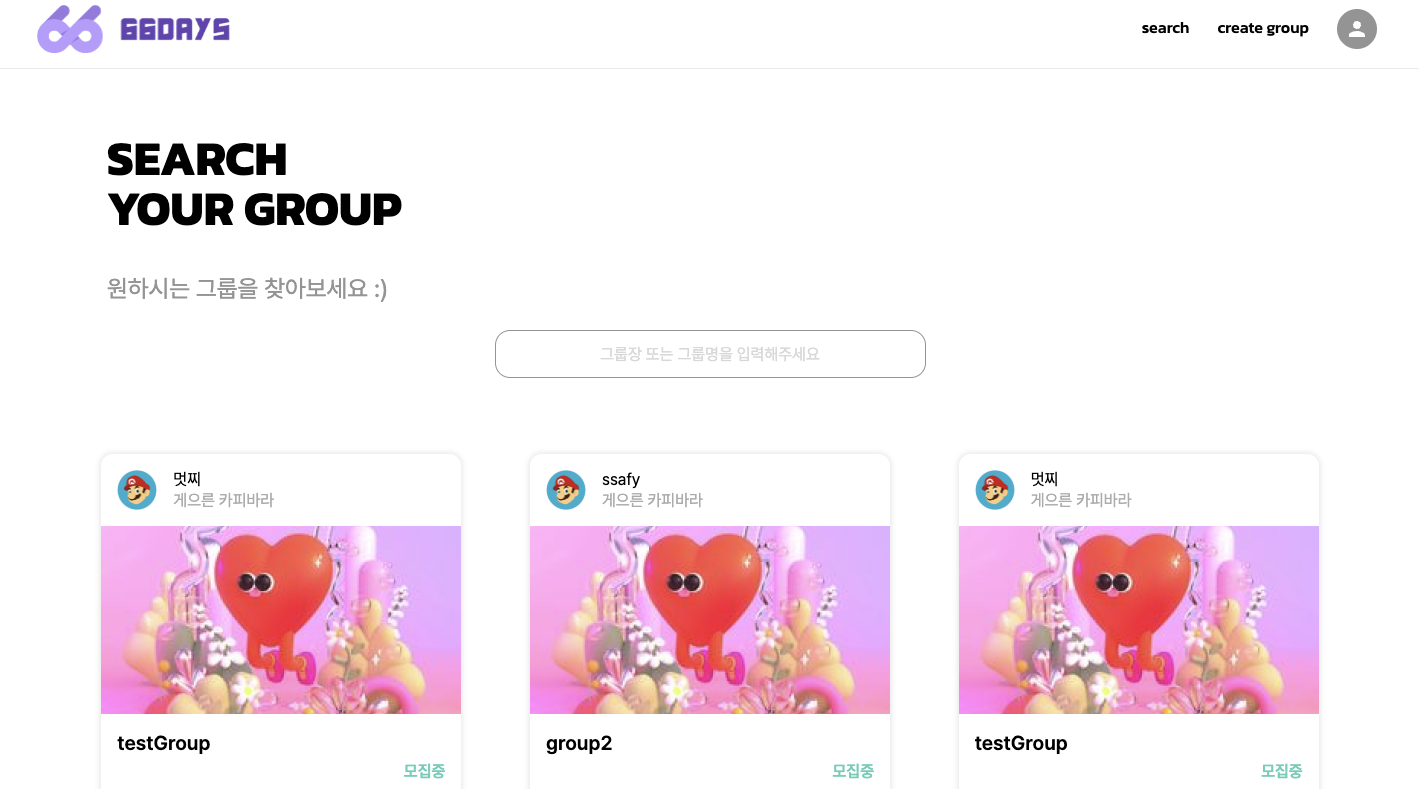 66DAYS
search
create group
SEARCH
YOUR GROUP
원하시는 그룹을 찾아보세요 :)
그룹장 또는 그룹명을 입력해주세요
멋찌
게으른 카피바라
testGroup
모집중
ssafy
게으른 카피바라
group2
모집중
멋찌
게으른 카피바라
testGroup
모집중